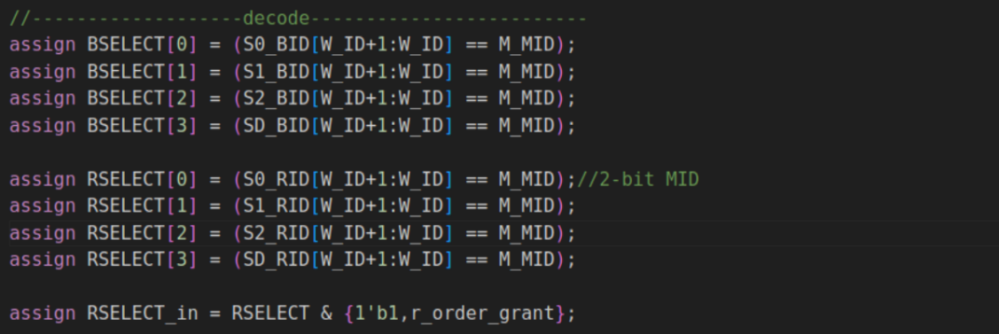 //-------------------decode-------------------------
assign BSELECT[0] = (S0_BID[W_ID+1:W_ID] == M_MID);
assign BSELECT[1] = (S1_BID[W_ID+1:W_ID] == M_MID);
assign BSELECT[2] = (S2_BID[W_ID+1:W_ID] == M_MID);
assign BSELECT[3] = (SD_BID[W_ID+1:W_ID] == M_MID);
assign RSELECT[0] = (S0_RID[W_ID+1:W_ID] == M_MID);//2-bit MID
assign RSELECT[1] = (S1_RID[W_ID+1:W_ID] == M_MID);
assign RSELECT[2] = (S2_RID[W_ID+1:W_ID] == M_MID);
assign RSELECT[3] = (SD_RID[W_ID+1:W_ID] == M_MID);
assign RSELECT_in = RSELECT & {1'b1,r_order_grant};